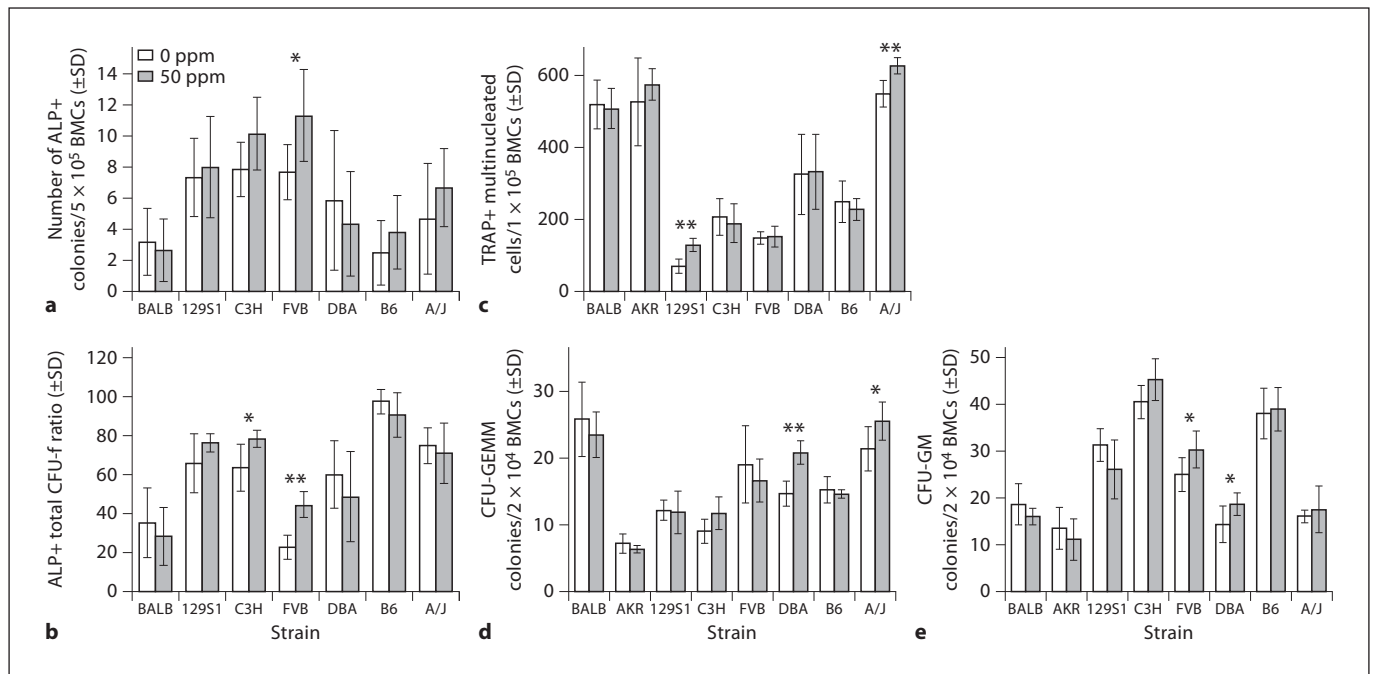 0 ppm
50 ppm
Number of ALP+
colonies/5 × 10⁵ BMCs (±SD)
14
12
10
8
6
4
2
0
*
BALB 129S1 C3H FVB DBA B6 A/J
a
TRAP+ multinucleated
cells/1 × 10⁵ BMCs (±SD)
600
400
200
0
**
**
BALB AKR 129S1 C3H FVB DBA B6 A/J
c
ALP+ total CFU-f ratio (±SD)
120
100
80
60
40
20
0
*
**
BALB 129S1 C3H FVB DBA B6 A/J
Strain
b
CFU-GEMM
colonies/2 × 10⁴ BMCs (±SD)
30
20
10
0
**
*
BALB AKR 129S1 C3H FVB DBA B6 A/J
Strain
d
CFU-GM
colonies/2 × 10⁴ BMCs (±SD)
50
40
30
20
10
0
*
*
BALB AKR 129S1 C3H FVB DBA B6 A/J
Strain
e